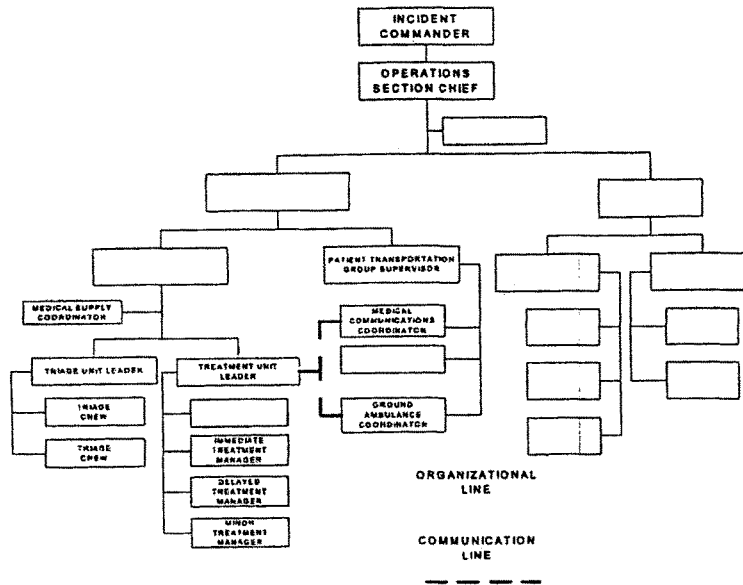 INCIDENT
COMMANDER
OPERATIONS
SECTION CHIEF
PATIENT TRANSPORTATION
GROUP SUPERVISOR
MEDICAL SUPPLY
COORDINATOR
MEDICAL
COMMUNICATIONS
COORDINATOR
TRIAGE UNIT LEADER
TREATMENT UNIT
LEADER
TRIAGE
CREW
GROUND
AMBULANCE
COORDINATOR
IMMEDIATE
TREATMENT
MANAGER
TRIAGE
CREW
DELAYED
TREATMENT
MANAGER
MINOR
TREATMENT
MANAGER
ORGANIZATIONAL
LINE
COMMUNICATION
LINE